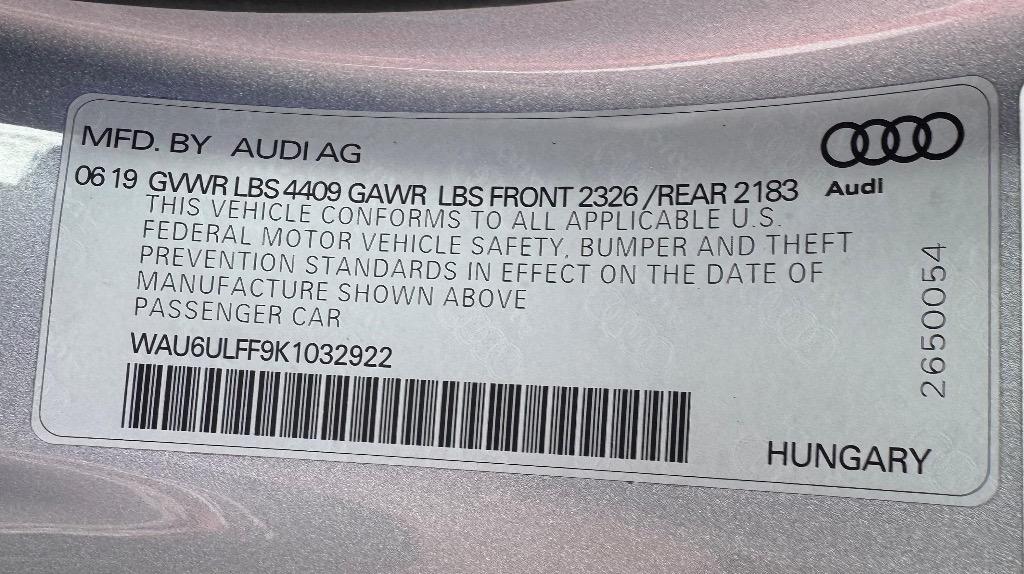 MFD. BY AUDI AG
06 19 GVWR LBS 4409 GAWR LBS FRONT 2326 /REAR 2183
Audi
THIS VEHICLE CONFORMS TO ALL APPLICABLE U.S.
FEDERAL MOTOR VEHICLE SAFETY, BUMPER AND THEFT
PREVENTION STANDARDS IN EFFECT ON THE DATE OF
MANUFACTURE SHOWN ABOVE
PASSENGER CAR
WAU6ULFF9K1032922
2650054
HUNGARY